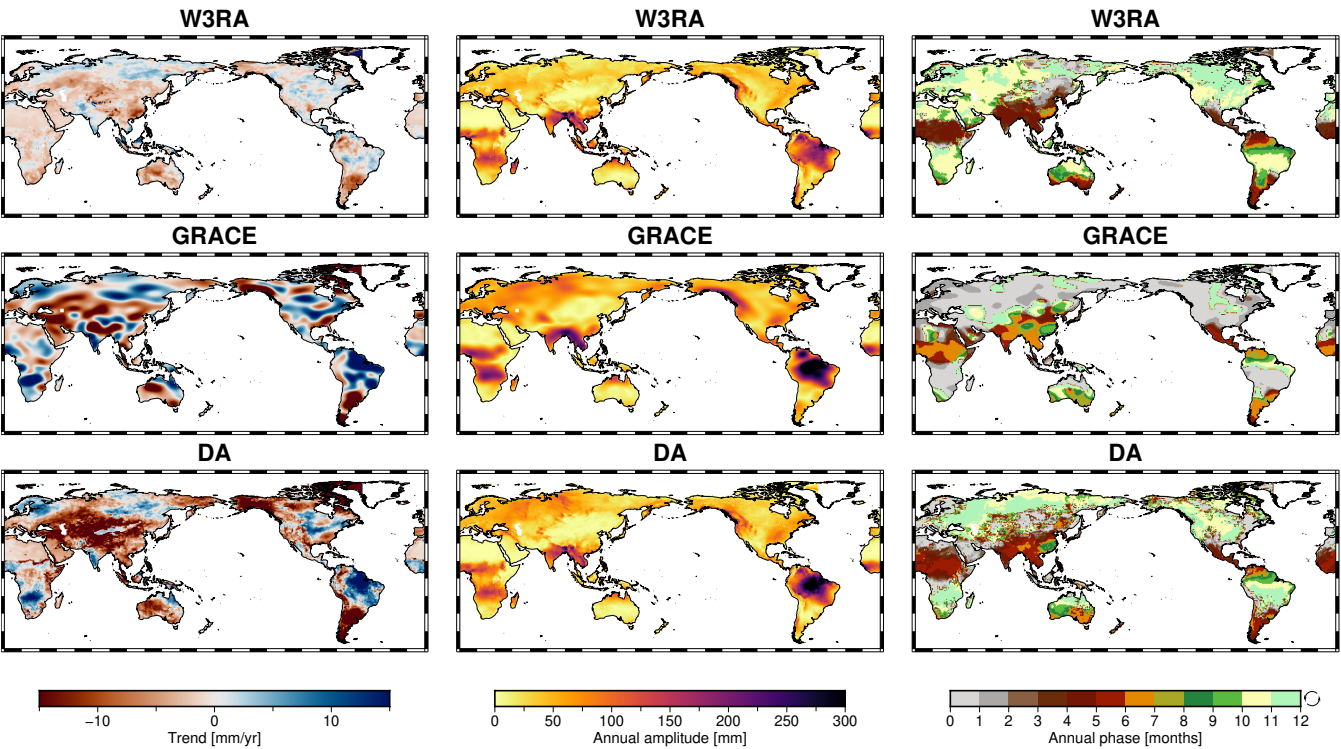 W3RA W3RA W3RA
GRACE GRACE GRACE
DA DA DA
−10 0 10
Trend [mm/yr]
0 50 100 150 200 250 300
Annual amplitude [mm]
0 1 2 3 4 5 6 7 8 9 10 11 12
Annual phase [months]